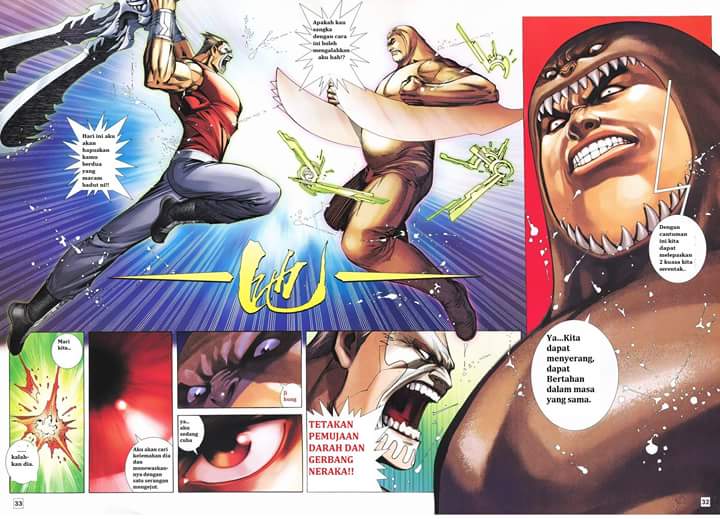 Dengan
cantuman
ini kita
dapat
melepaskan
2 kuasa kita
serentak..
Ya...Kita
dapat
menyerang,
dapat
Bertahan
dalam masa
yang sama.
32
Apakah kau
sangka
dengan cara
ini boleh
mengalahkan
aku hah!?
Hari ini aku
akan
hapuskan
kamu
berdua
yang
macam
badut ni!!
TETAKAN
PEMUJAAN
DARAH DAN
GERBANG
NERAKA!!
Ji
kung
ya..
aku
sedang
cuba
Aku akan cari
kelemahan dia
dan
menewaskan-
nya dengan
satu serangan
mengejut.
Mari
kita..
......kalah-
kan dia.
33